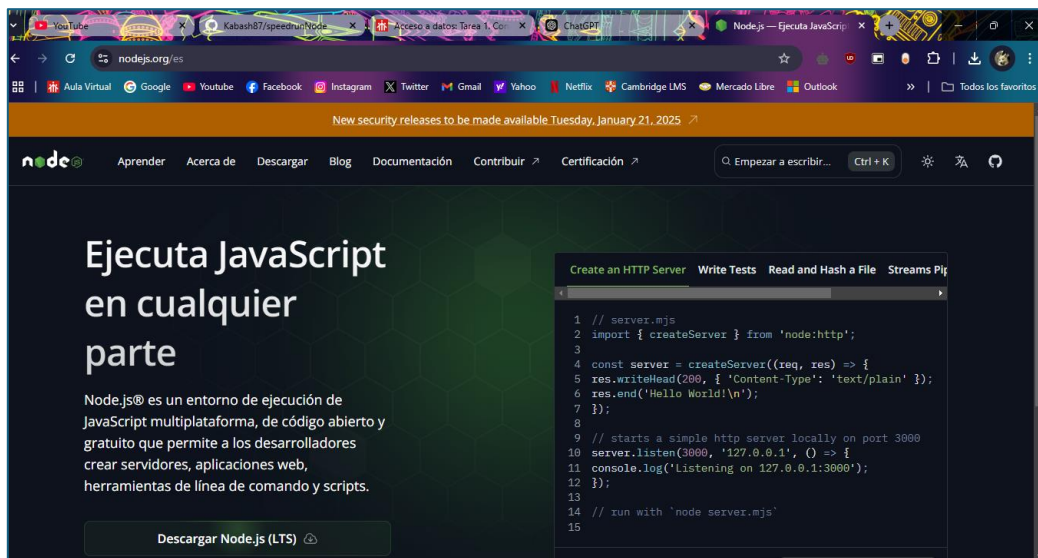 YouTube Kabash87/speedrunNode Acceso a datos: Tarea 1. Cor ChatGPT Node.js — Ejecuta JavaScrip
nodejs.org/es
Aula Virtual Google Youtube Facebook Instagram Twitter Gmail Yahoo Netflix Cambridge LMS Mercado Libre Outlook » Todos los favoritos
New security releases to be made available Tuesday, January 21, 2025
node JS Aprender Acerca de Descargar Blog Documentación Contribuir Certificación Empezar a escribir... Ctrl + K
Ejecuta JavaScript
en cualquier
parte
Node.js® es un entorno de ejecución de
JavaScript multiplataforma, de código abierto y
gratuito que permite a los desarrolladores
crear servidores, aplicaciones web,
herramientas de línea de comando y scripts.
Descargar Node.js (LTS)
Create an HTTP Server Write Tests Read and Hash a File Streams Pip
1 // server.mjs
2 import { createServer } from 'node:http';
3
4 const server = createServer((req, res) => {
5 res.writeHead(200, { 'Content-Type': 'text/plain' });
6 res.end('Hello World!\n');
7 });
8
9 // starts a simple http server locally on port 3000
10 server.listen(3000, '127.0.0.1', () => {
11 console.log('Listening on 127.0.0.1:3000');
12 });
13
14 // run with `node server.mjs`
15